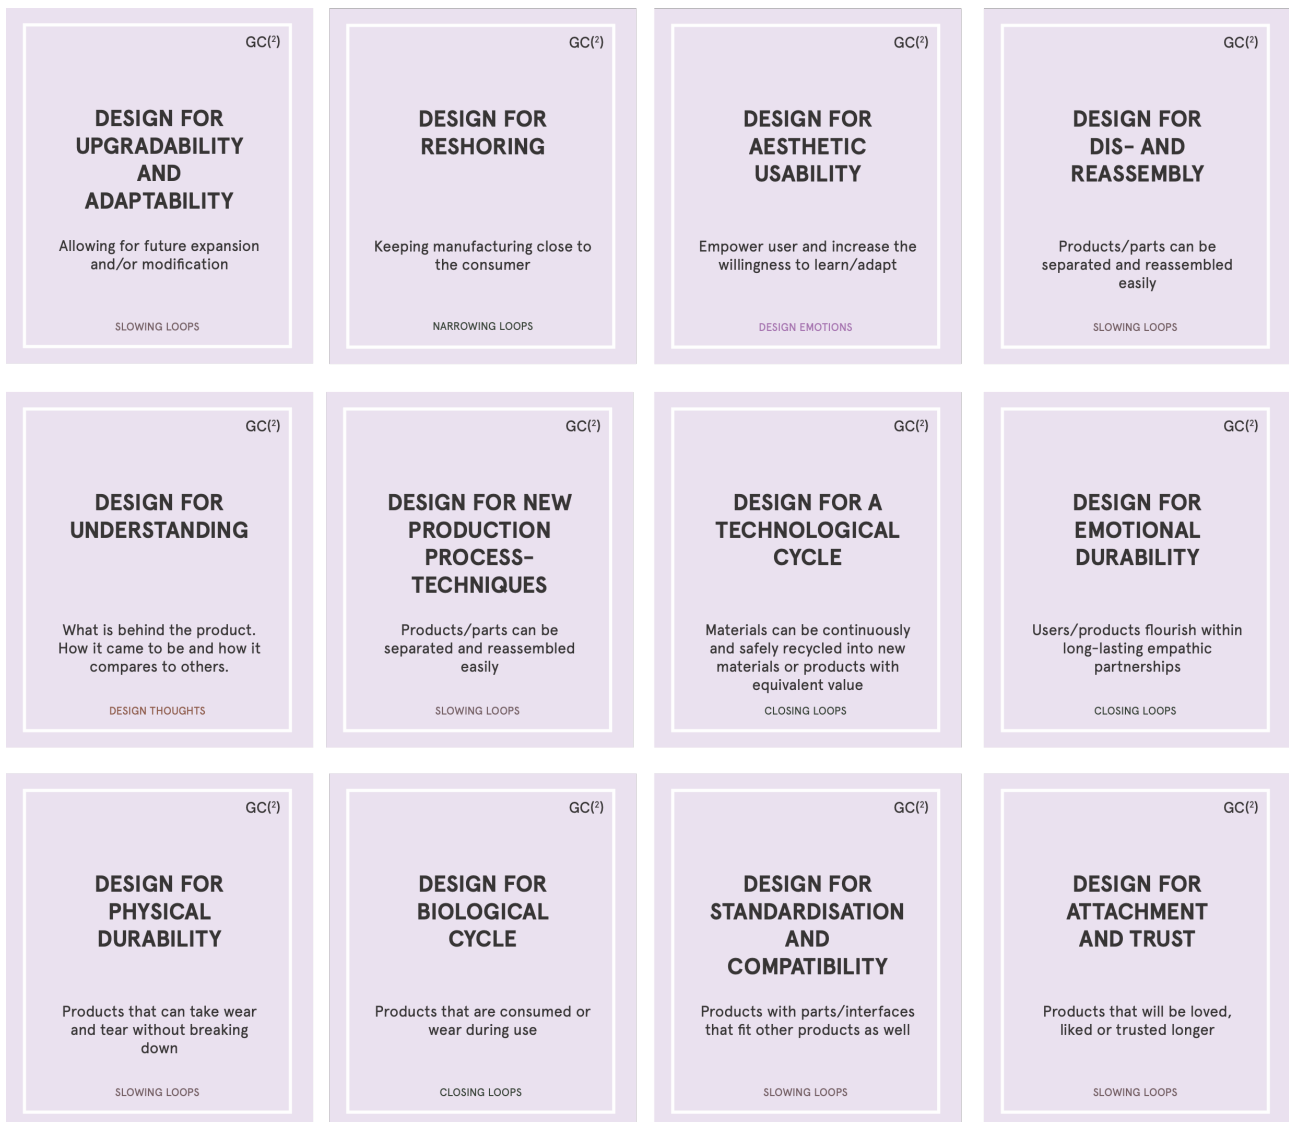 GC(²)
DESIGN FOR
UPGRADABILITY
AND
ADAPTABILITY
Allowing for future expansion
and/or modification
SLOWING LOOPS
GC(²)
DESIGN FOR
RESHORING
Keeping manufacturing close to
the consumer
NARROWING LOOPS
GC(²)
DESIGN FOR
AESTHETIC
USABILITY
Empower user and increase the
willingness to learn/adapt
DESIGN EMOTIONS
GC(²)
DESIGN FOR
DIS- AND
REASSEMBLY
Products/parts can be
separated and reassembled
easily
SLOWING LOOPS
GC(²)
DESIGN FOR
UNDERSTANDING
What is behind the product.
How it came to be and how it
compares to others.
DESIGN THOUGHTS
GC(²)
DESIGN FOR NEW
PRODUCTION
PROCESS-
TECHNIQUES
Products/parts can be
separated and reassembled
easily
SLOWING LOOPS
GC(²)
DESIGN FOR A
TECHNOLOGICAL
CYCLE
Materials can be continuously
and safely recycled into new
materials or products with
equivalent value
CLOSING LOOPS
GC(²)
DESIGN FOR
EMOTIONAL
DURABILITY
Users/products flourish within
long-lasting empathic
partnerships
CLOSING LOOPS
GC(²)
DESIGN FOR
PHYSICAL
DURABILITY
Products that can take wear
and tear without breaking
down
SLOWING LOOPS
GC(²)
DESIGN FOR
BIOLOGICAL
CYCLE
Products that are consumed or
wear during use
CLOSING LOOPS
GC(²)
DESIGN FOR
STANDARDISATION
AND
COMPATIBILITY
Products with parts/interfaces
that fit other products as well
SLOWING LOOPS
GC(²)
DESIGN FOR
ATTACHMENT
AND TRUST
Products that will be loved,
liked or trusted longer
SLOWING LOOPS